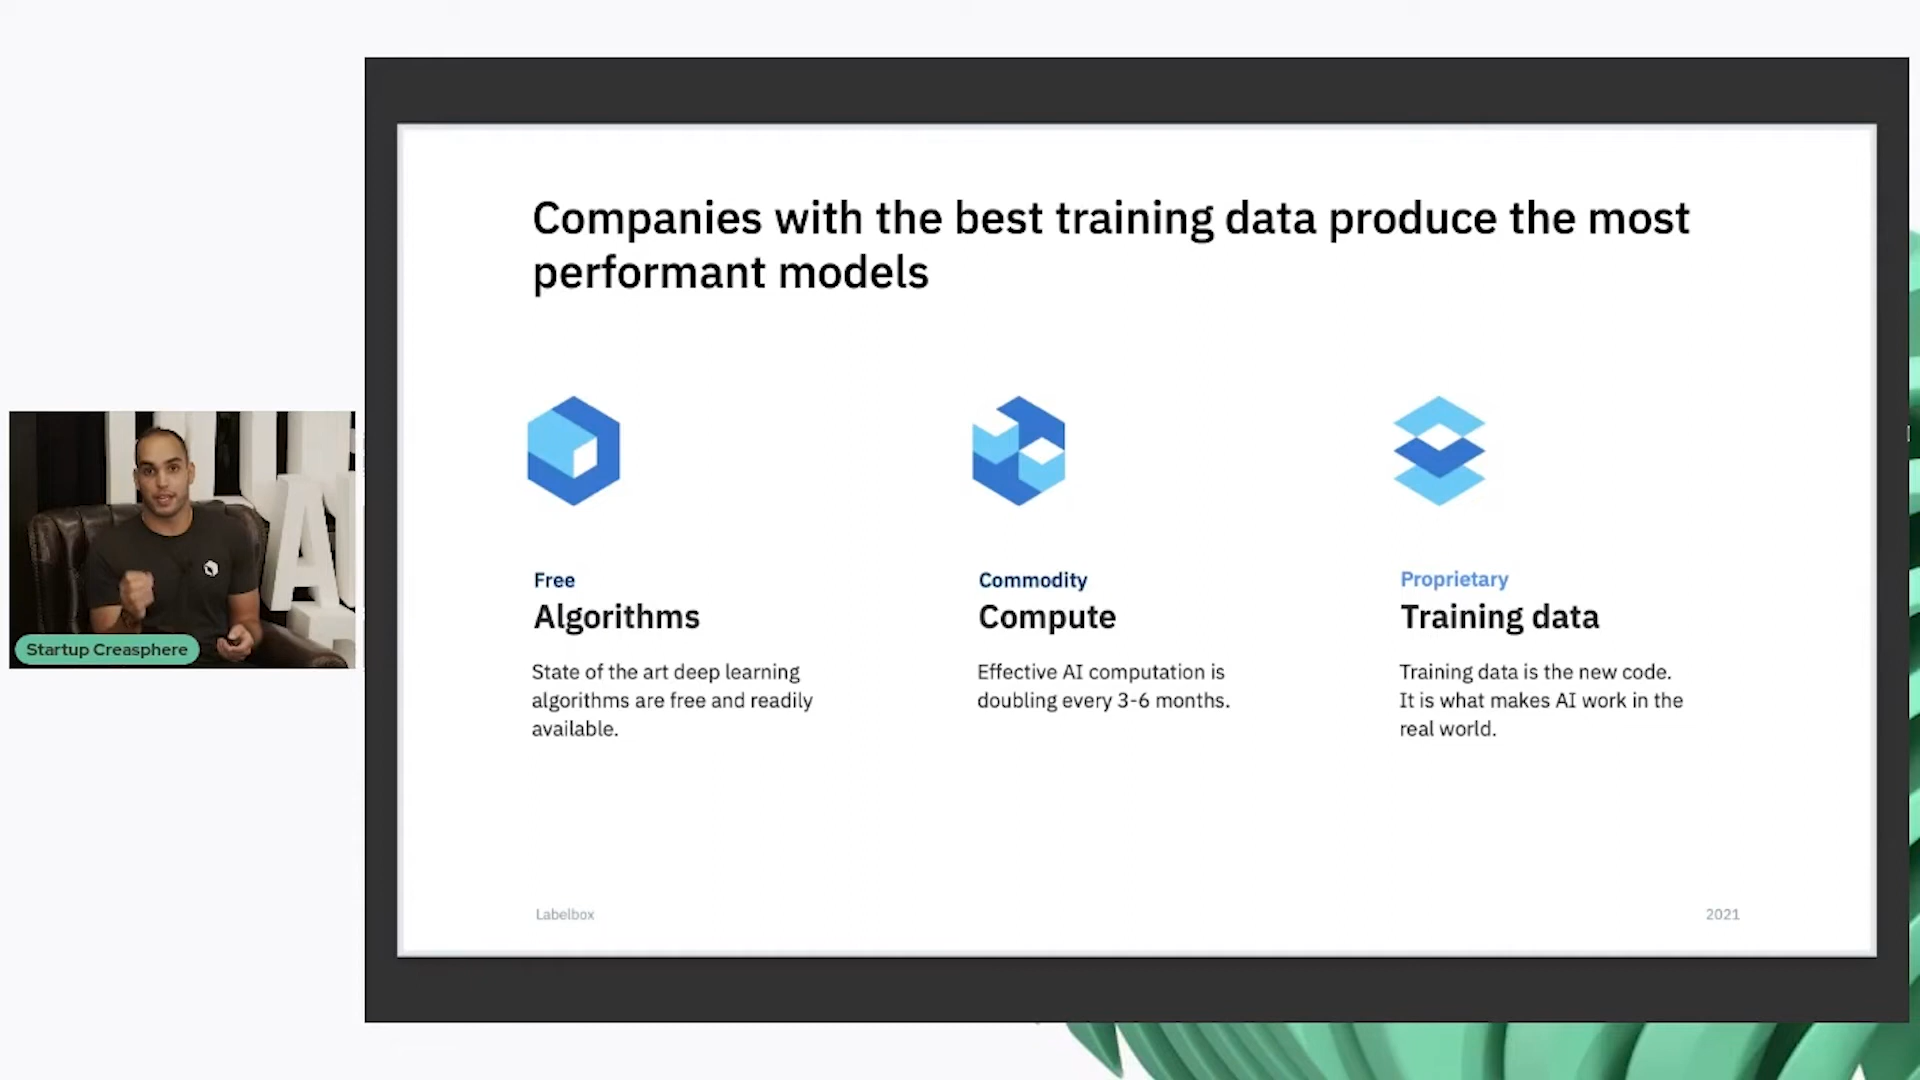 Companies with the best training data produce the most
performant models
Free
Algorithms
State of the art deep learning
algorithms are free and readily
available.
Commodity
Compute
Effective AI computation is
doubling every 3-6 months.
Proprietary
Training data
Training data is the new code.
It is what makes AI work in the
real world.
Labelbox
2021
Startup Creasphere